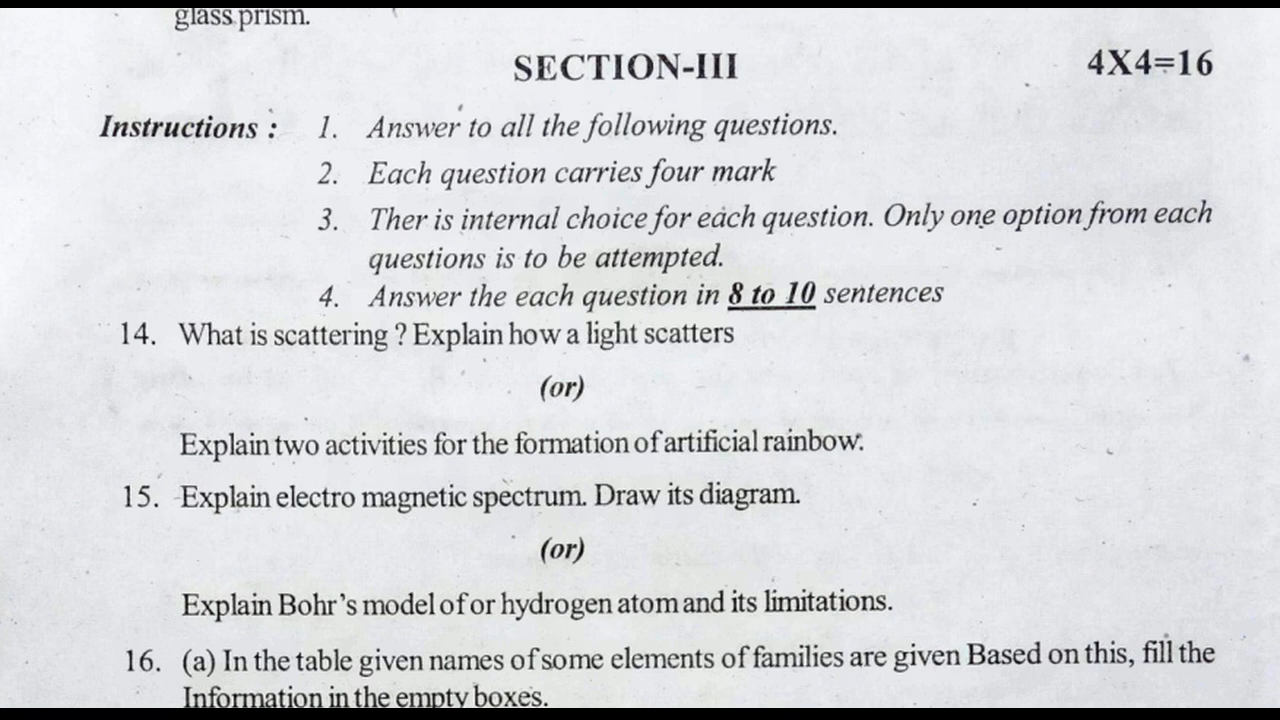 glass prism.
SECTION-III 4X4=16
Instructions : 1. Answer to all the following questions.
2. Each question carries four mark
3. Ther is internal choice for each question. Only one option from each
questions is to be attempted.
4. Answer the each question in 8 to 10 sentences
14. What is scattering ? Explain how a light scatters
(or)
Explain two activities for the formation of artificial rainbow.
15. Explain electro magnetic spectrum. Draw its diagram.
(or)
Explain Bohr's model of or hydrogen atom and its limitations.
16. (a) In the table given names of some elements of families are given Based on this, fill the
Information in the empty boxes.